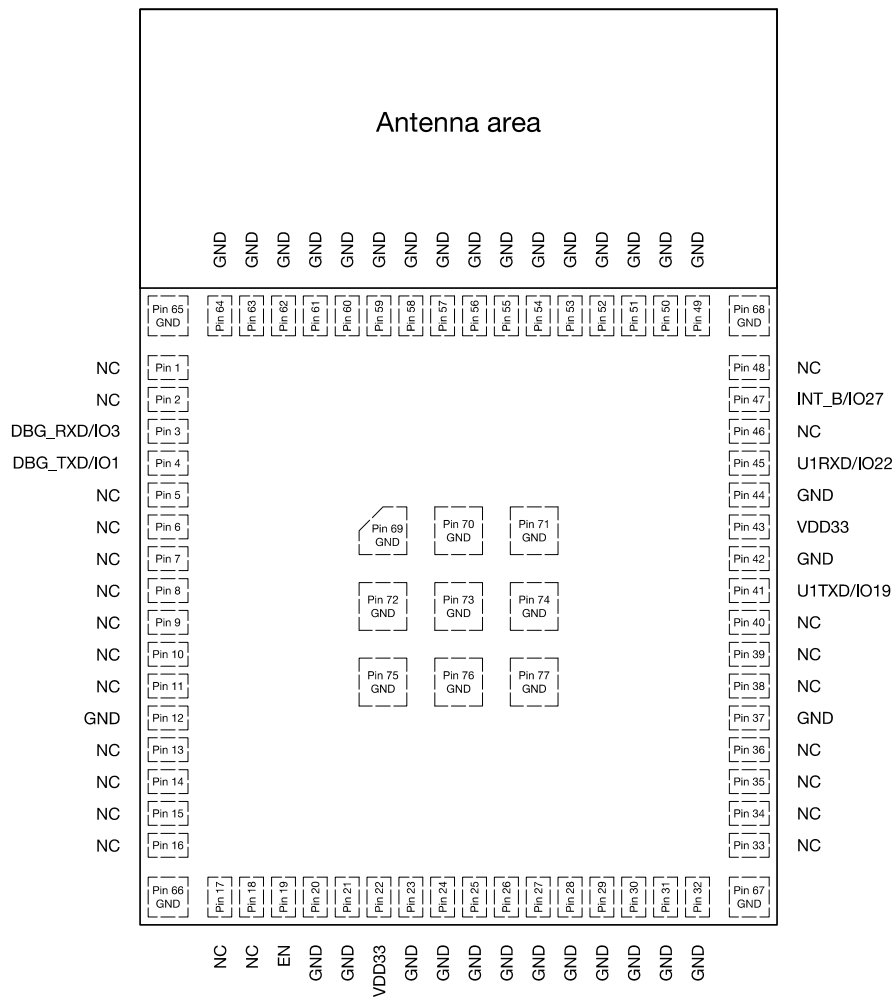 Antenna area
GND GND GND GND GND GND GND GND GND GND GND GND GND GND GND GND
Pin 65 GND
Pin 64 Pin 63 Pin 62 Pin 61 Pin 60 Pin 59 Pin 58 Pin 57 Pin 56 Pin 55 Pin 54 Pin 53 Pin 52 Pin 51 Pin 50 Pin 49
Pin 68 GND
NC Pin 1 Pin 48 NC
NC Pin 2 Pin 47 INT_B/IO27
DBG_RXD/IO3 Pin 3 Pin 46 NC
DBG_TXD/IO1 Pin 4 Pin 45 U1RXD/IO22
NC Pin 5 Pin 44 GND
NC Pin 6 Pin 43 VDD33
Pin 69 Pin 70 Pin 71
GND GND GND
NC Pin 7 Pin 42 GND
NC Pin 8 Pin 41 U1TXD/IO19
Pin 72 Pin 73 Pin 74
GND GND GND
NC Pin 9 Pin 40 NC
NC Pin 10 Pin 39 NC
Pin 75 Pin 76 Pin 77
GND GND GND
NC Pin 11 Pin 38 NC
GND Pin 12 Pin 37 GND
NC Pin 13 Pin 36 NC
NC Pin 14 Pin 35 NC
NC Pin 15 Pin 34 NC
NC Pin 16 Pin 33 NC
Pin 66 GND
Pin 17 Pin 18 Pin 19 Pin 20 Pin 21 Pin 22 Pin 23 Pin 24 Pin 25 Pin 26 Pin 27 Pin 28 Pin 29 Pin 30 Pin 31 Pin 32
Pin 67 GND
NC NC EN GND GND VDD33 GND GND GND GND GND GND GND GND GND GND